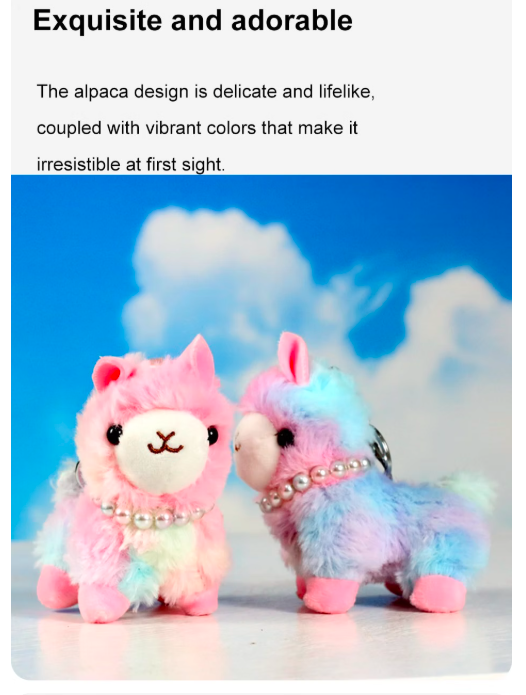 Exquisite and adorable
The alpaca design is delicate and lifelike,
coupled with vibrant colors that make it
irresistible at first sight.